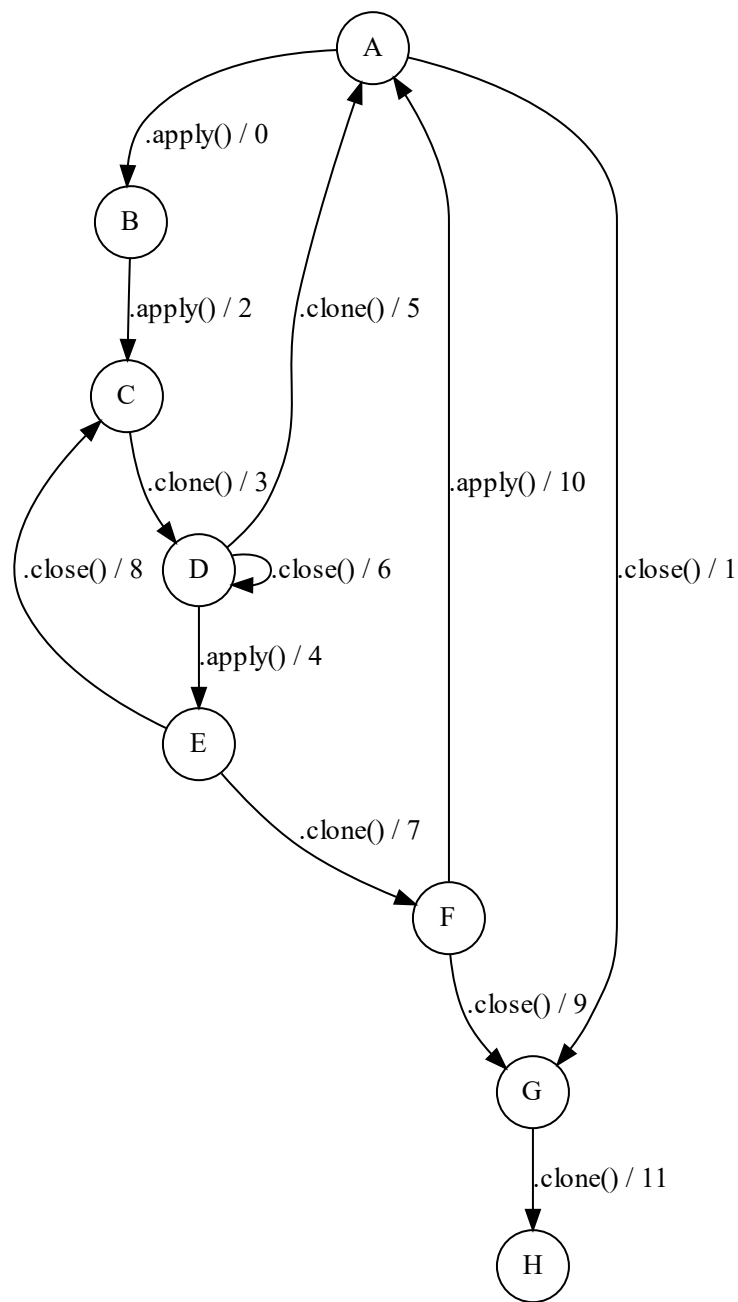 A
.apply() / 0
B
.apply() / 2
.clone() / 5
C
.clone() / 3
.apply() / 10
D
.close() / 6
.close() / 8
.close() / 1
.apply() / 4
E
.clone() / 7
F
.close() / 9
G
.clone() / 11
H